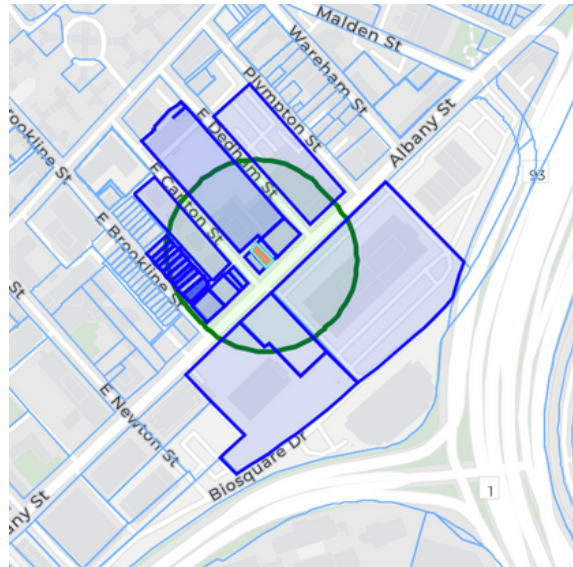 Malden St
Wareham St
Plympton St
Albany St
E Dedham St
93
rookline St
E Canton St
E Brookline St
St
E Newton St
Biosquare Dr
1
any St